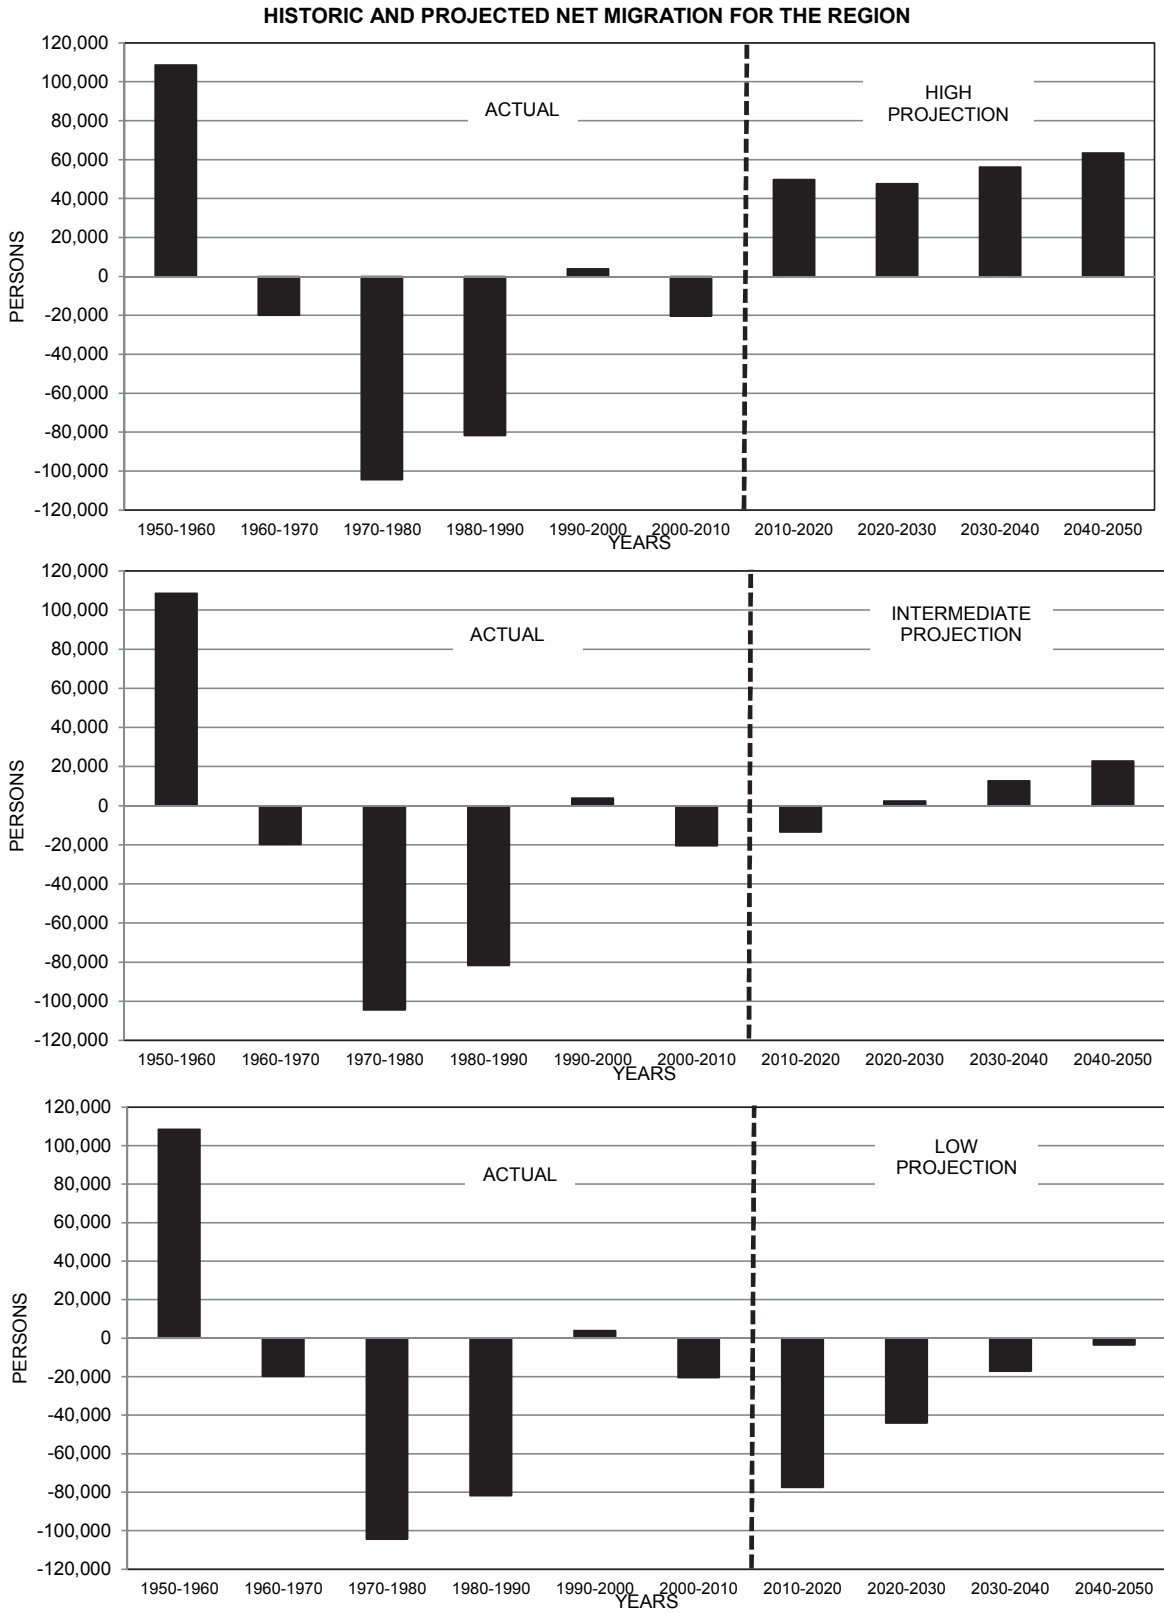 HISTORIC AND PROJECTED NET MIGRATION FOR THE REGION
120,000
100,000
80,000
60,000
40,000
20,000
0
-20,000
-40,000
-60,000
-80,000
-100,000
-120,000
PERSONS
ACTUAL
HIGH
PROJECTION
1950-1960 1960-1970 1970-1980 1980-1990 1990-2000 2000-2010 2010-2020 2020-2030 2030-2040 2040-2050
YEARS
120,000
100,000
80,000
60,000
40,000
20,000
0
-20,000
-40,000
-60,000
-80,000
-100,000
-120,000
PERSONS
ACTUAL
INTERMEDIATE
PROJECTION
1950-1960 1960-1970 1970-1980 1980-1990 1990-2000 2000-2010 2010-2020 2020-2030 2030-2040 2040-2050
YEARS
120,000
100,000
80,000
60,000
40,000
20,000
0
-20,000
-40,000
-60,000
-80,000
-100,000
-120,000
PERSONS
ACTUAL
LOW
PROJECTION
1950-1960 1960-1970 1970-1980 1980-1990 1990-2000 2000-2010 2010-2020 2020-2030 2030-2040 2040-2050
YEARS